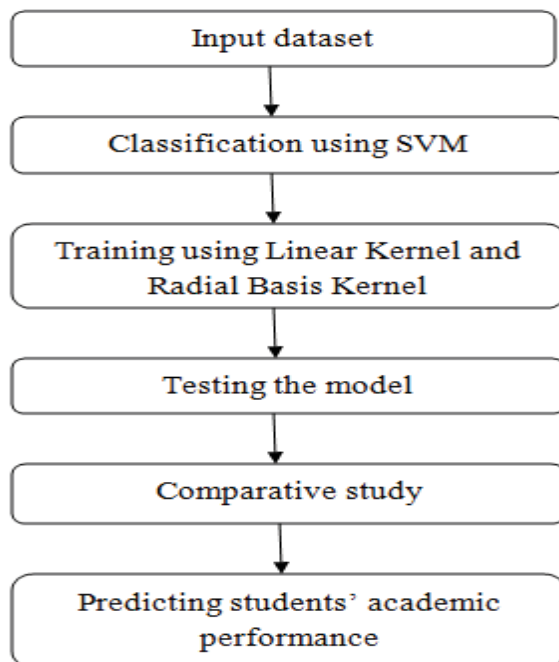 Input dataset
Classification using SVM
Training using Linear Kernel and
Radial Basis Kernel
Testing the model
Comparative study
Predicting students’ academic
performance